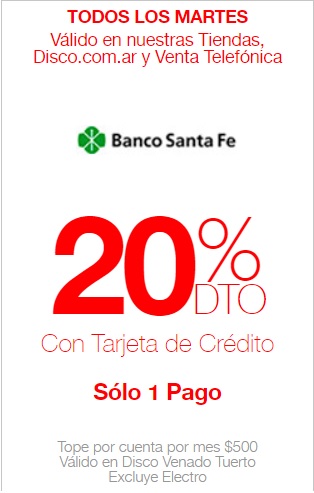 TODOS LOS MARTES
Válido en nuestras Tiendas,
Disco.com.ar y Venta Telefónica
Banco Santa Fe
20% DTO
Con Tarjeta de Crédito
Sólo 1 Pago
Tope por cuenta por mes $500
Válido en Disco Venado Tuerto
Excluye Electro